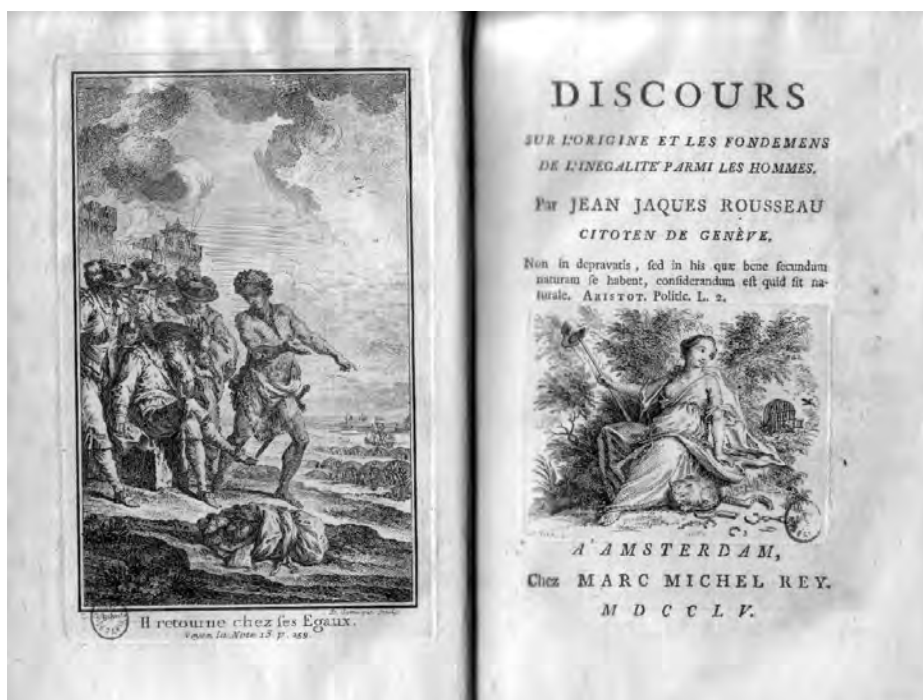 Il retourne chez ses Egaux.
Voyez la Note 13. p. 259.
DISCOURS
SUR L'ORIGINE ET LES FONDEMENS
DE L'INEGALITÉ PARMI LES HOMMES.
Par JEAN JAQUES ROUSSEAU
CITOYEN DE GENÈVE.
Non in depravatis, sed in his quæ bene secundum
naturam se habent, considerandum est quid sit na-
turale. ARISTOT. Politic. L. 2.
A AMSTERDAM,
Chez MARC MICHEL REY.
MDCCLV.